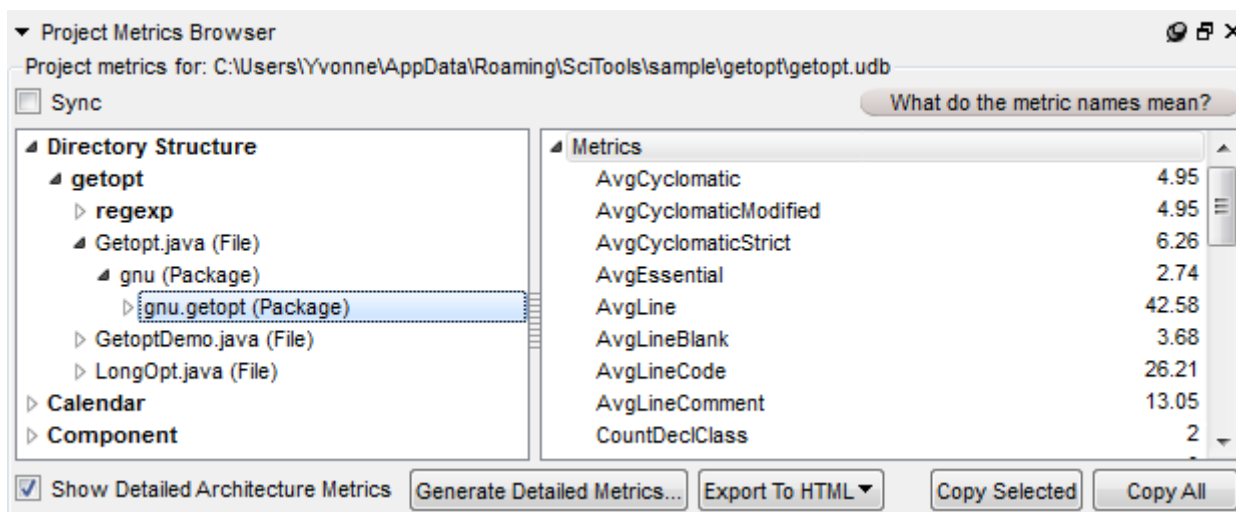 Project Metrics Browser
Project metrics for: C:\Users\Yvonne\AppData\Roaming\SciTools\sample\getopt\getopt.udb
Sync
What do the metric names mean?
Directory Structure
getopt
regexp
Getopt.java (File)
gnu (Package)
gnu.getopt (Package)
GetoptDemo.java (File)
LongOpt.java (File)
Calendar
Component
Metrics
AvgCyclomatic 4.95
AvgCyclomaticModified 4.95
AvgCyclomaticStrict 6.26
AvgEssential 2.74
AvgLine 42.58
AvgLineBlank 3.68
AvgLineCode 26.21
AvgLineComment 13.05
CountDeclClass 2
Show Detailed Architecture Metrics
Generate Detailed Metrics...
Export To HTML
Copy Selected
Copy All